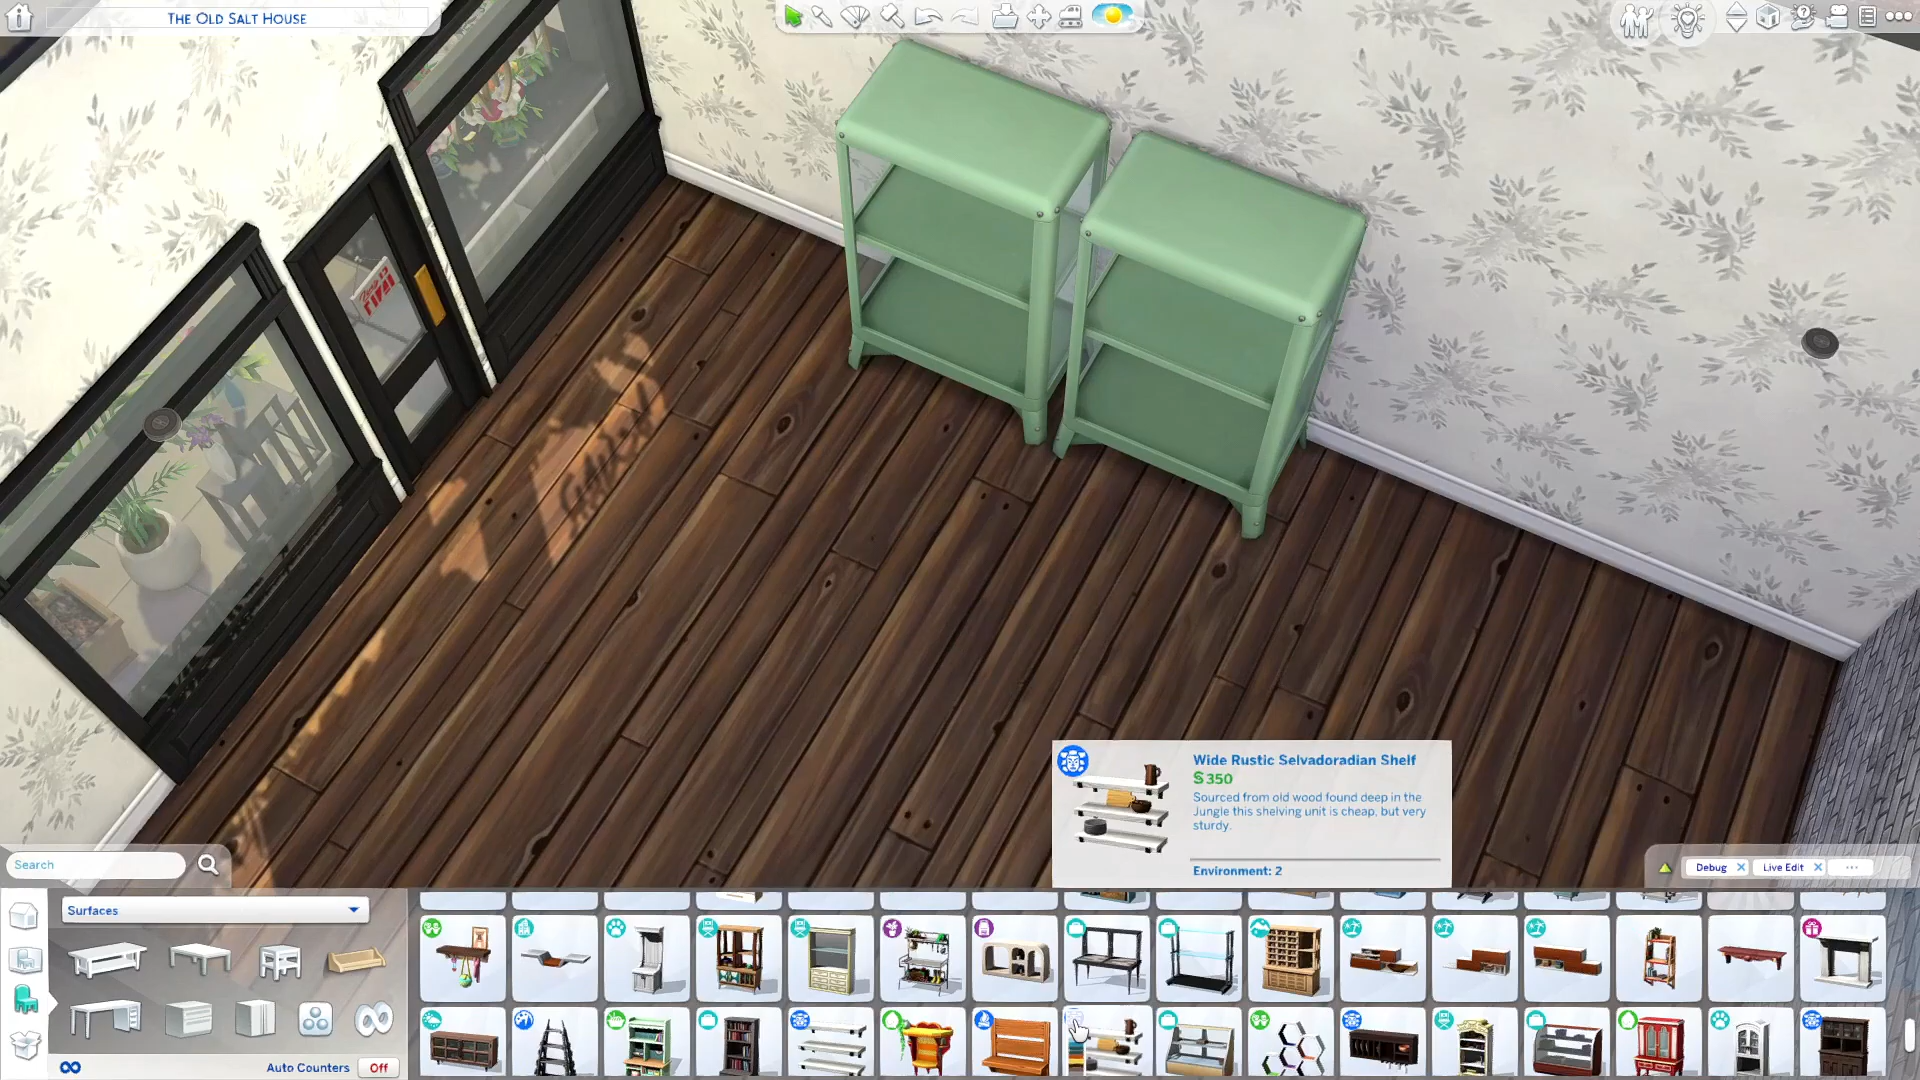 The Old Salt House
Wide Rustic Selvadoradian Shelf
§350
Sourced from old wood found deep in the
Jungle this shelving unit is cheap, but very
sturdy.
Environment: 2
Search
Debug
Live Edit
Surfaces
Auto Counters
Off